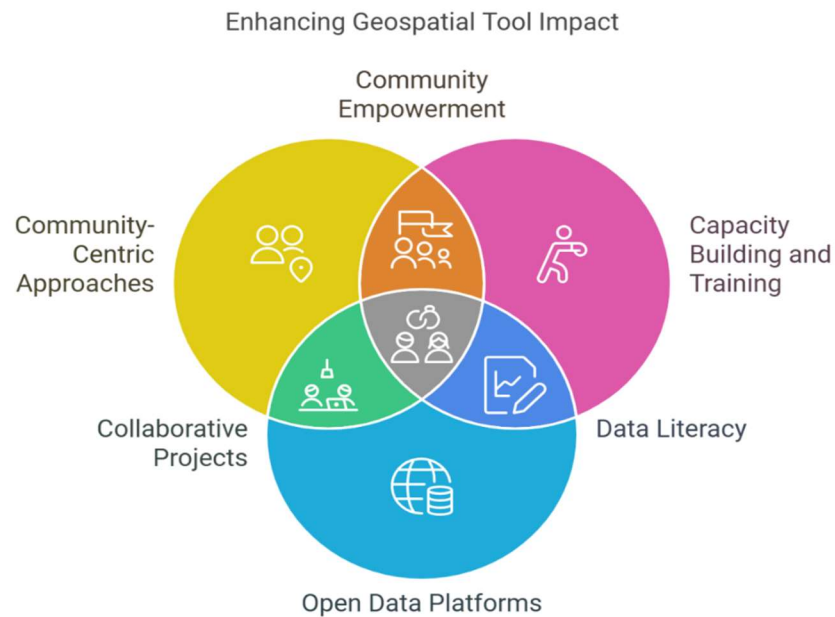 Enhancing Geospatial Tool Impact
Community
Empowerment
Community-
Centric
Approaches
Capacity
Building and
Training
Collaborative
Projects
Data Literacy
Open Data Platforms